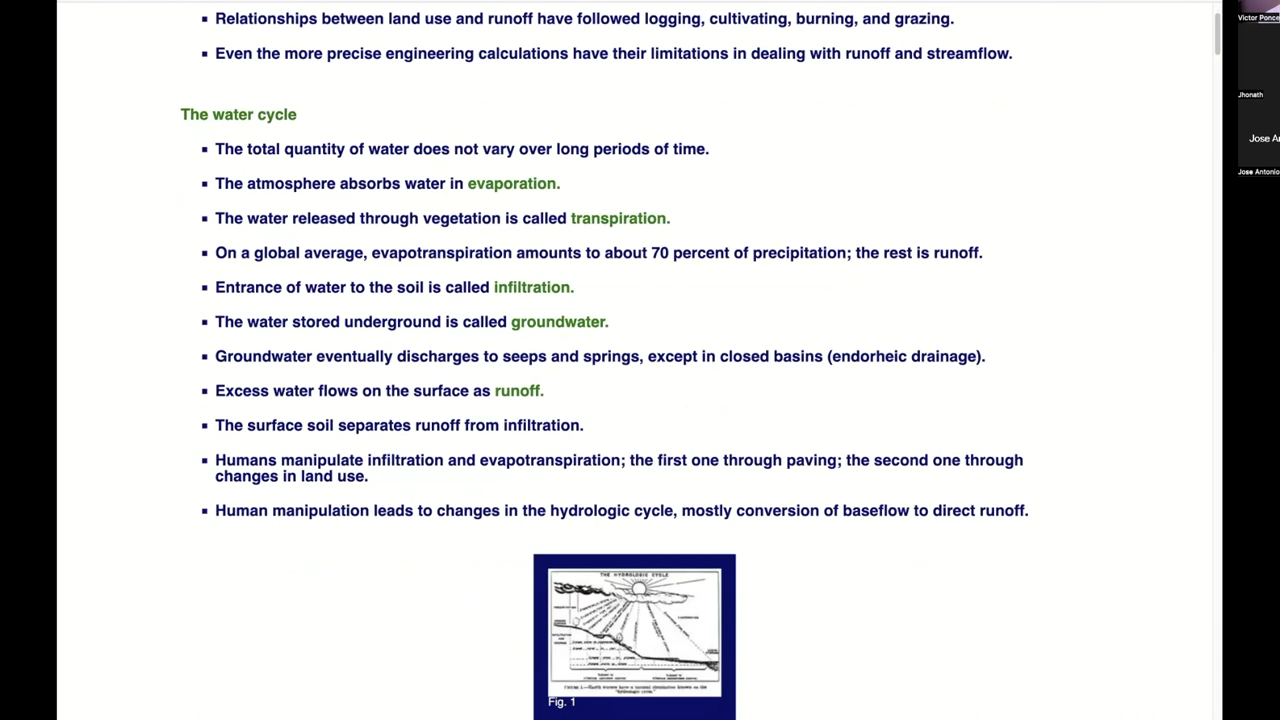 Relationships between land use and runoff have followed logging, cultivating, burning, and grazing.
Even the more precise engineering calculations have their limitations in dealing with runoff and streamflow.
The water cycle
The total quantity of water does not vary over long periods of time.
The atmosphere absorbs water in evaporation.
The water released through vegetation is called transpiration.
On a global average, evapotranspiration amounts to about 70 percent of precipitation; the rest is runoff.
Entrance of water to the soil is called infiltration.
The water stored underground is called groundwater.
Groundwater eventually discharges to seeps and springs, except in closed basins (endorheic drainage).
Excess water flows on the surface as runoff.
The surface soil separates runoff from infiltration.
Humans manipulate infiltration and evapotranspiration; the first one through paving; the second one through
changes in land use.
Human manipulation leads to changes in the hydrologic cycle, mostly conversion of baseflow to direct runoff.
THE HYDROLOGIC CYCLE
Fig. 1
Victor Ponce
Jhonath
Jose A
Jose Antonio